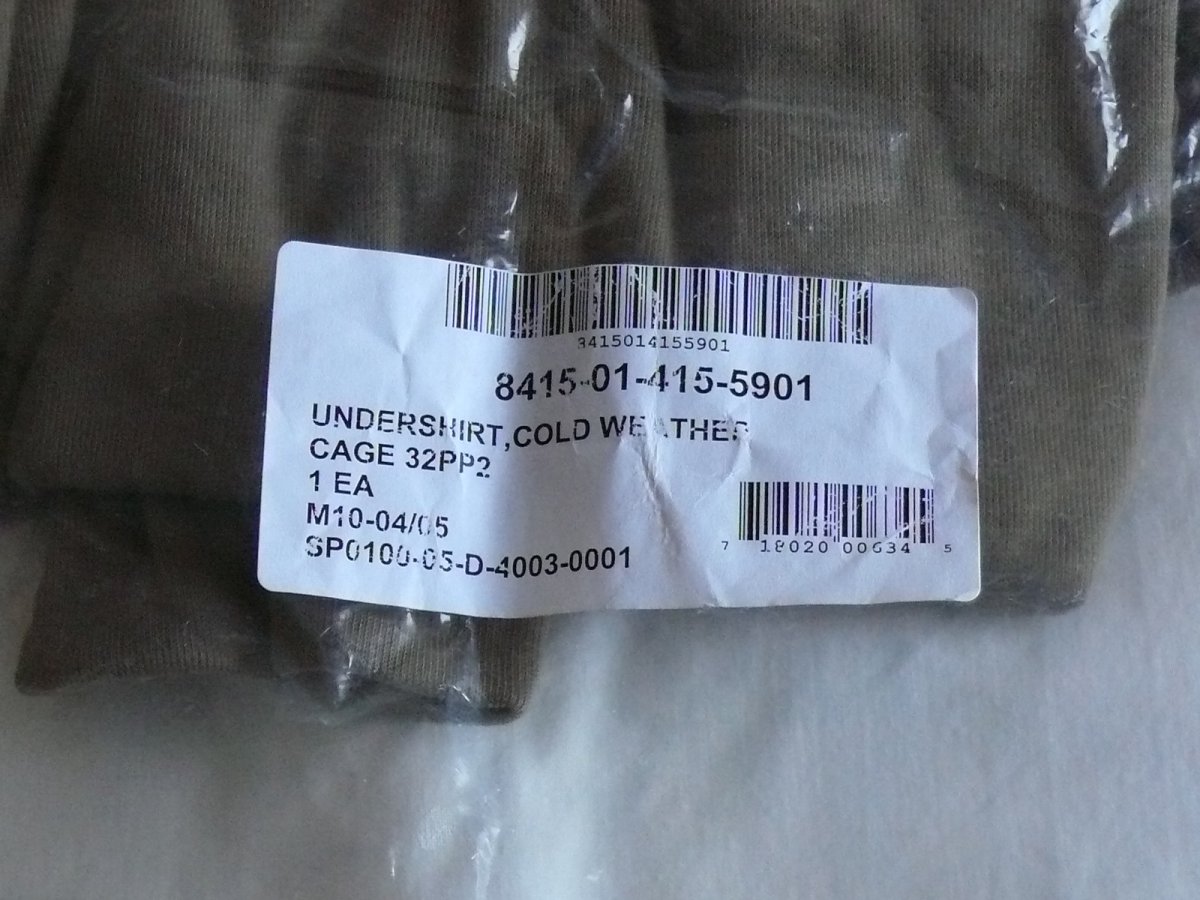 8415014155901
8415-01-415-5901
UNDERSHIRT,COLD WEATHER
CAGE 32PP2
1 EA
M10-04/05
SP0100-05-D-4003-0001
7 18020 00634 5